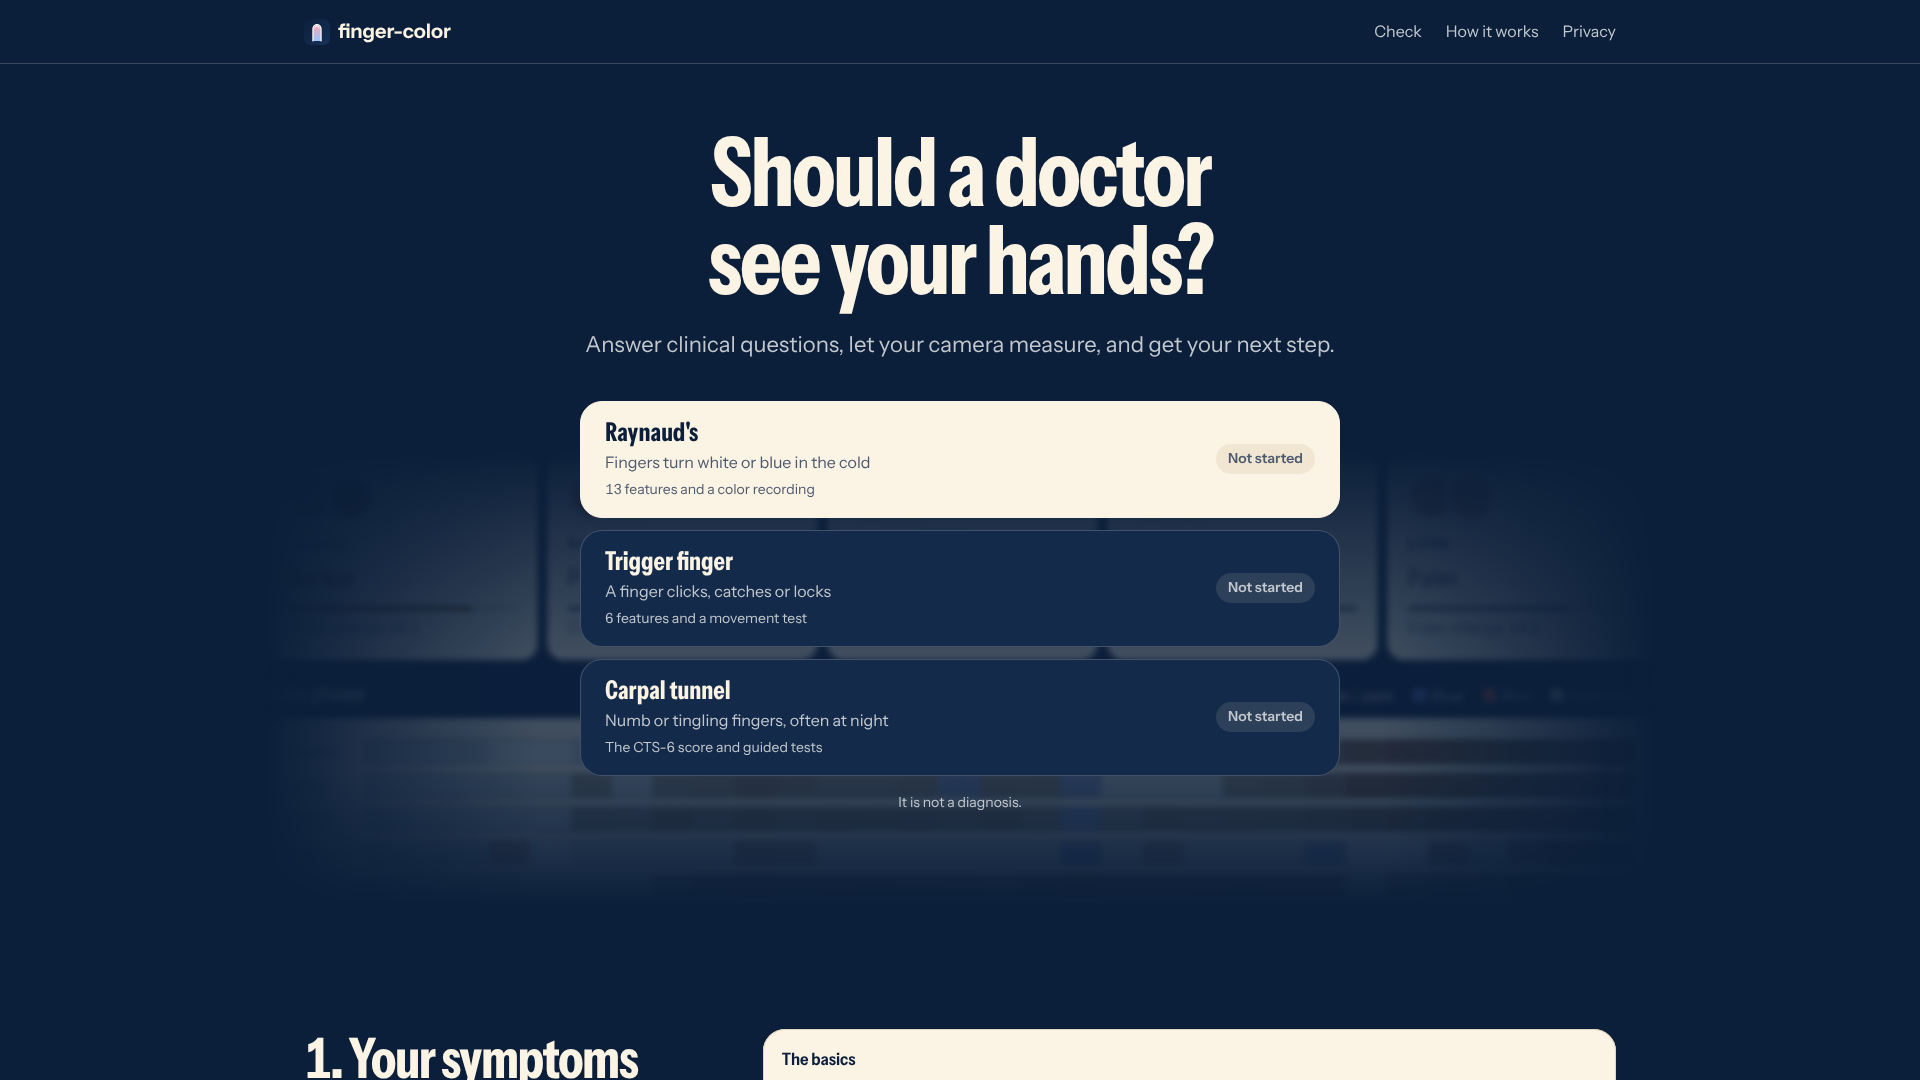 finger-color
Check
How it works
Privacy
Should a doctor
see your hands?
Answer clinical questions, let your camera measure, and get your next step.
Raynaud's
Fingers turn white or blue in the cold
13 features and a color recording
Not started
Trigger finger
A finger clicks, catches or locks
6 features and a movement test
Not started
Carpal tunnel
Numb or tingling fingers, often at night
The CTS-6 score and guided tests
Not started
It is not a diagnosis.
1. Your symptoms
The basics